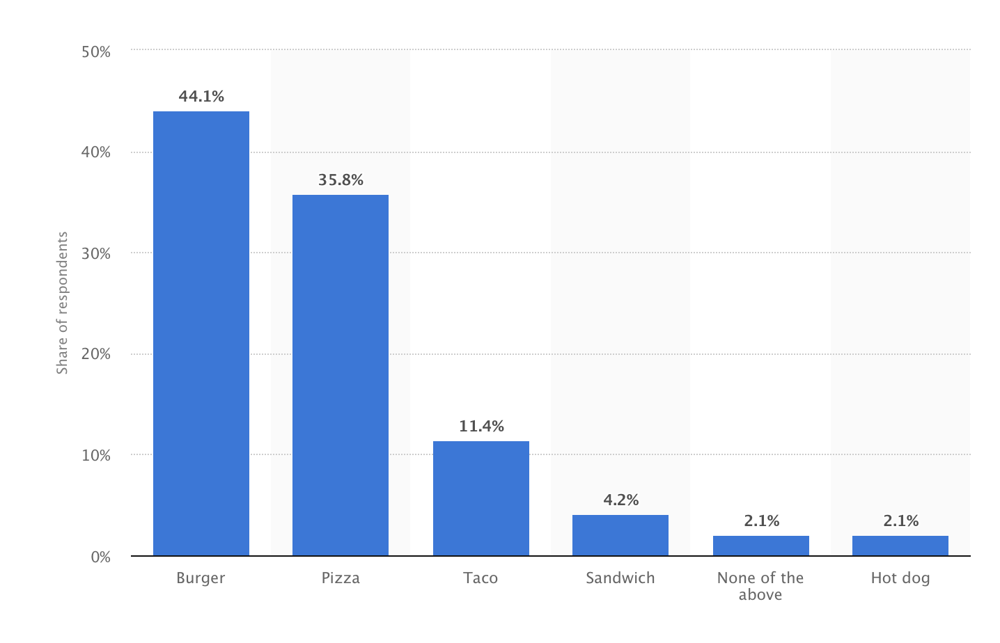 50%
44.1%
40%
35.8%
30%
Share of respondents
20%
11.4%
10%
4.2%
2.1%
2.1%
0%
Burger
Pizza
Taco
Sandwich
None of the
above
Hot dog